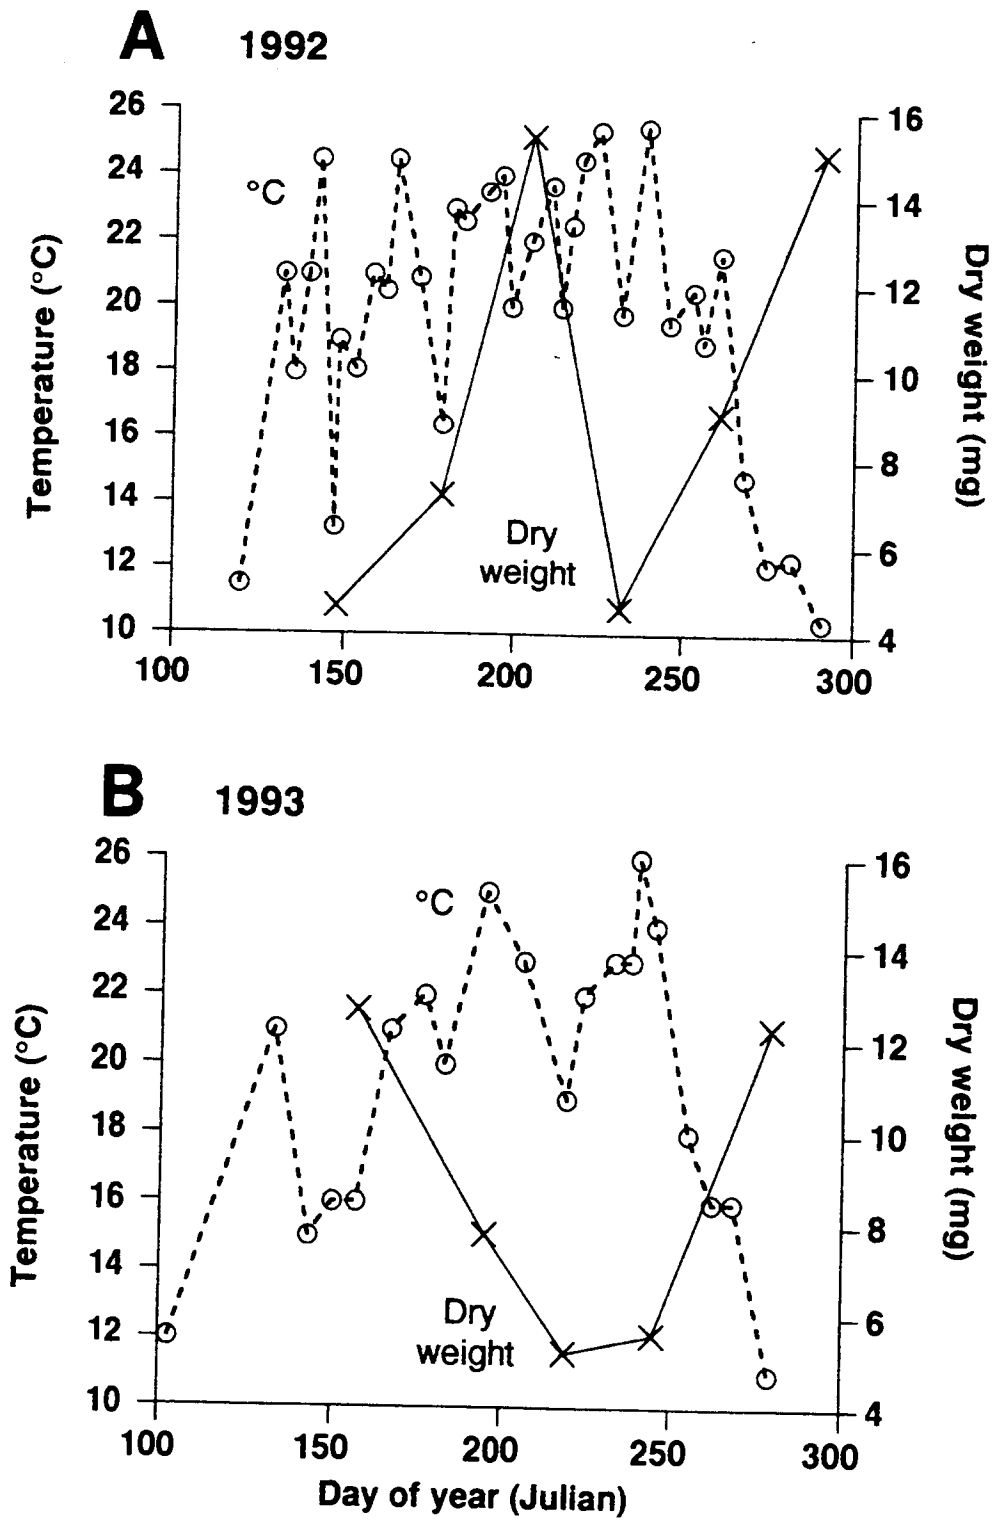 A 1992
26
24
22
20
18
16
14
12
10
Temperature (°C)
°C
Dry
weight
16
14
12
10
8
6
4
Dry weight (mg)
100 150 200 250 300
B 1993
26
24
22
20
18
16
14
12
10
Temperature (°C)
°C
Dry
weight
16
14
12
10
8
6
4
Dry weight (mg)
100 150 200 250 300
Day of year (Julian)